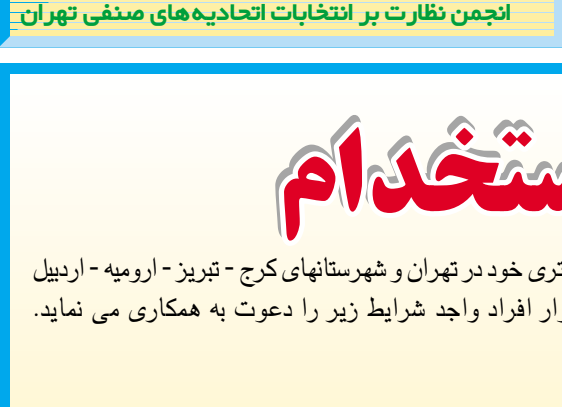 انجمن نظارت بر انتخابات اتحادیه‌های صنفی تهران
ستخدام
تری خود در تهران و شهرستانهای کرج - تبریز - ارومیه - اردبیل
ار افراد واجد شرایط زیر را دعوت به همکاری می نماید.